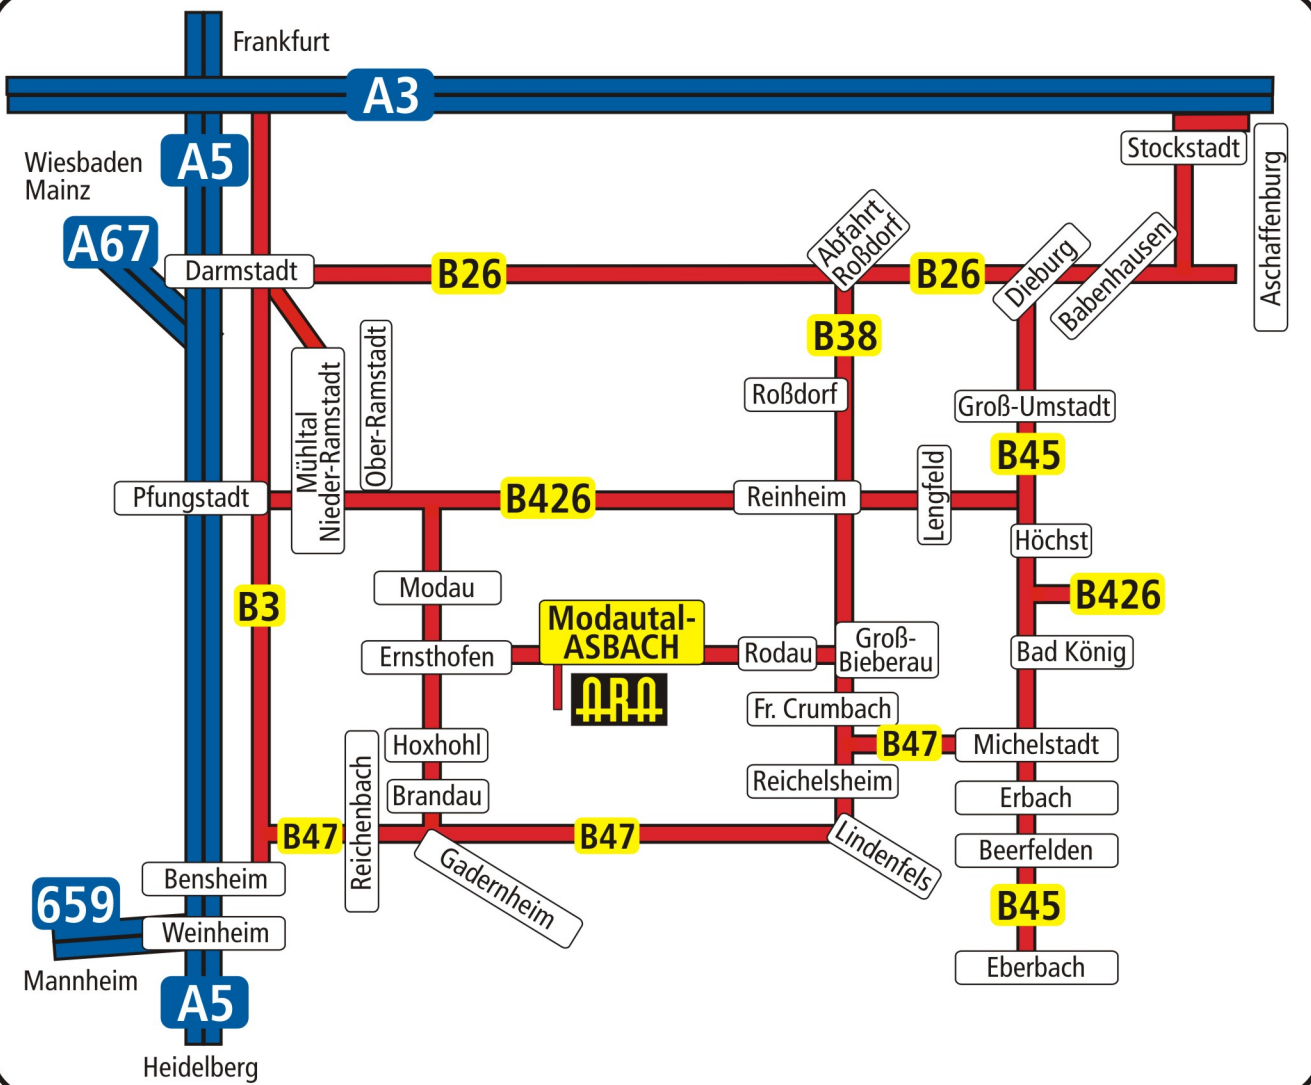 Frankfurt
A3
A5
Wiesbaden
Mainz
A67
Stockstadt
Aschaffenburg
Darmstadt
B26
Abfahrt
Roßdorf
B26
Dieburg
Babenhausen
B38
Roßdorf
Groß-Umstadt
Mühltal
Nieder-Ramstadt
Ober-Ramstadt
B45
Pfungstadt
B426
Reinheim
Lengfeld
Höchst
Modau
B3
B426
Modautal-
ASBACH
Ernsthofen
Rodau
Groß-
Bieberau
Bad König
ARA
Fr. Crumbach
Hoxhohl
B47
Michelstadt
Reichenbach
Brandau
Reichelsheim
Erbach
B47
B47
Lindenfels
Beerfelden
Gadernheim
Bensheim
659
Weinheim
B45
Mannheim
Eberbach
A5
Heidelberg